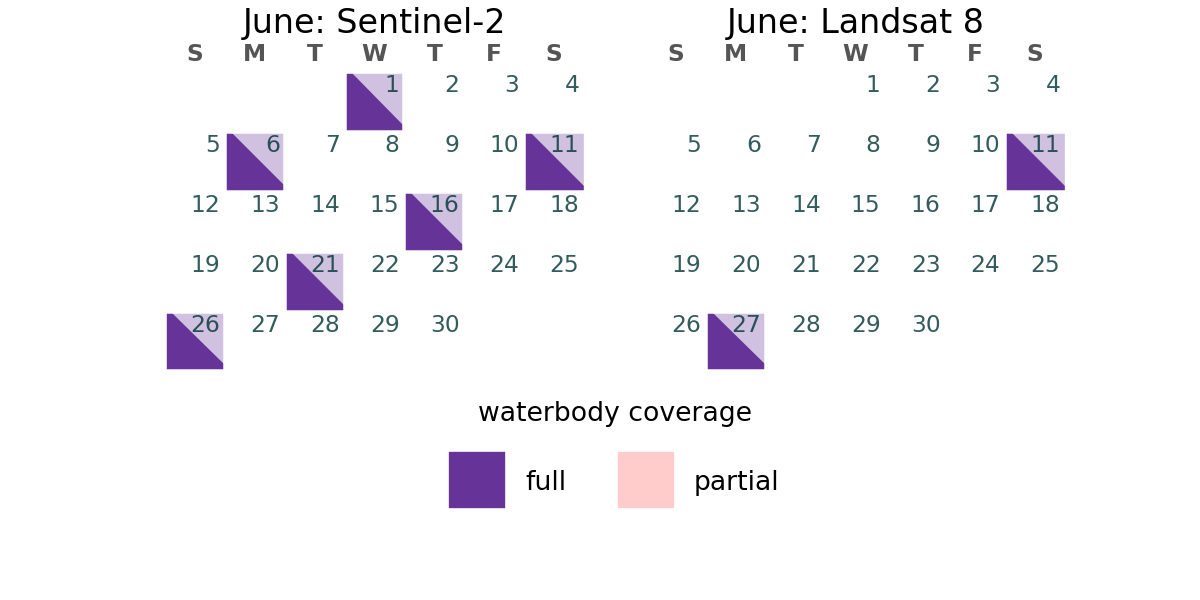 June: Sentinel-2
S M T W T F S
1 2 3 4
5 6 7 8 9 10 11
12 13 14 15 16 17 18
19 20 21 22 23 24 25
26 27 28 29 30
June: Landsat 8
S M T W T F S
1 2 3 4
5 6 7 8 9 10 11
12 13 14 15 16 17 18
19 20 21 22 23 24 25
26 27 28 29 30
waterbody coverage
full partial